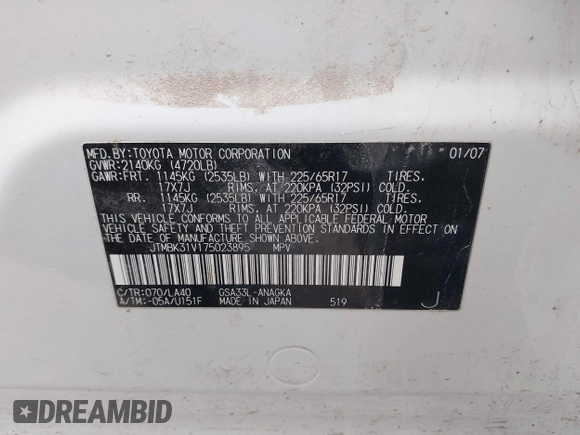 MFD. BY: TOYOTA MOTOR CORPORATION 01/07
GVWR: 2140KG (4720LB)
GAWR: FRT. 1145KG (2535LB) WITH 225/65R17 TIRES,
17X7J RIMS, AT 220KPA (32PSI) COLD.
RR. 1145KG (2535LB) WITH 225/65R17 TIRES,
17X7J RIMS, AT 220KPA (32PSI) COLD.
THIS VEHICLE CONFORMS TO ALL APPLICABLE FEDERAL MOTOR
VEHICLE SAFETY AND THEFT PREVENTION STANDARDS IN EFFECT ON
THE DATE OF MANUFACTURE SHOWN ABOVE.
JTMBK31V175023895 MPV
C/TR: 070/LA40 GSA33L-ANAGKA
A/TM: -05A/U151F MADE IN JAPAN 519 J
DREAMBID